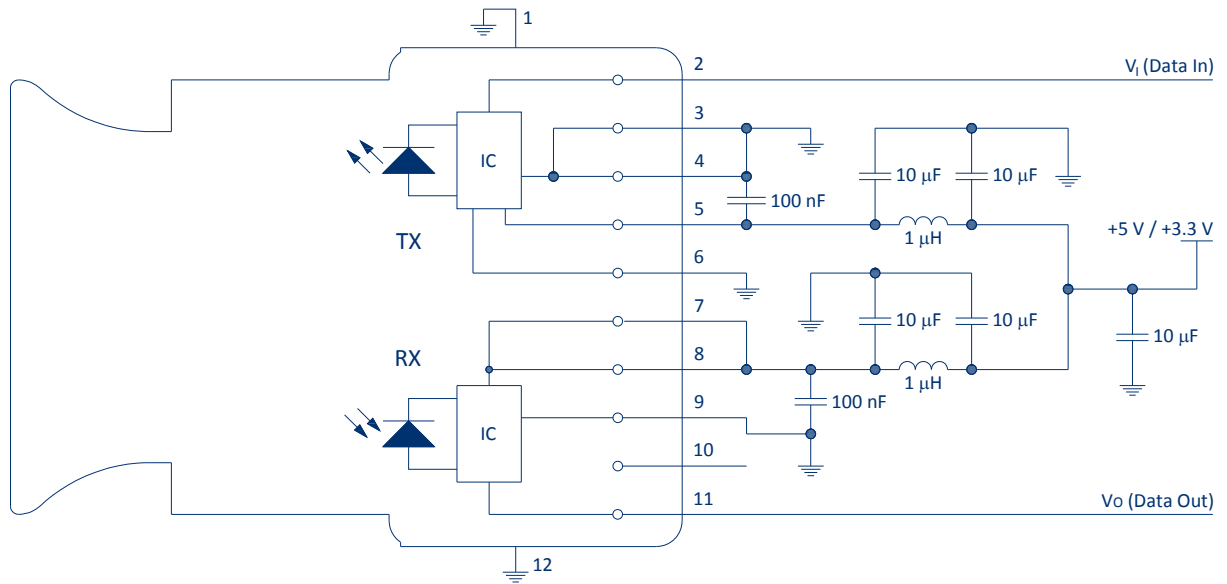 1
2
V_I (Data In)
3
IC
4
10 µF
10 µF
100 nF
5
TX
1 µH
+5 V / +3.3 V
6
7
10 µF
10 µF
10 µF
RX
8
1 µH
9
100 nF
IC
10
11
Vo (Data Out)
12